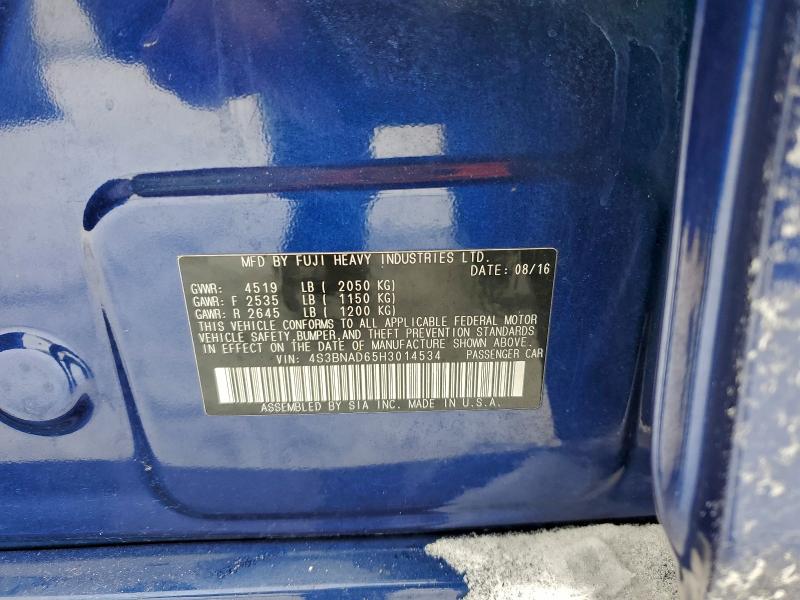 MFD BY FUJI HEAVY INDUSTRIES LTD.
DATE: 08/16
GVWR: 4519 LB ( 2050 KG)
GAWR: F 2535 LB ( 1150 KG)
GAWR: R 2645 LB ( 1200 KG)
THIS VEHICLE CONFORMS TO ALL APPLICABLE FEDERAL MOTOR
VEHICLE SAFETY,BUMPER,AND THEFT PREVENTION STANDARDS
IN EFFECT ON THE DATE OF MANUFACTURE SHOWN ABOVE.
VIN: 4S3BNAD65H3014534 PASSENGER CAR
ASSEMBLED BY SIA INC. MADE IN U.S.A.